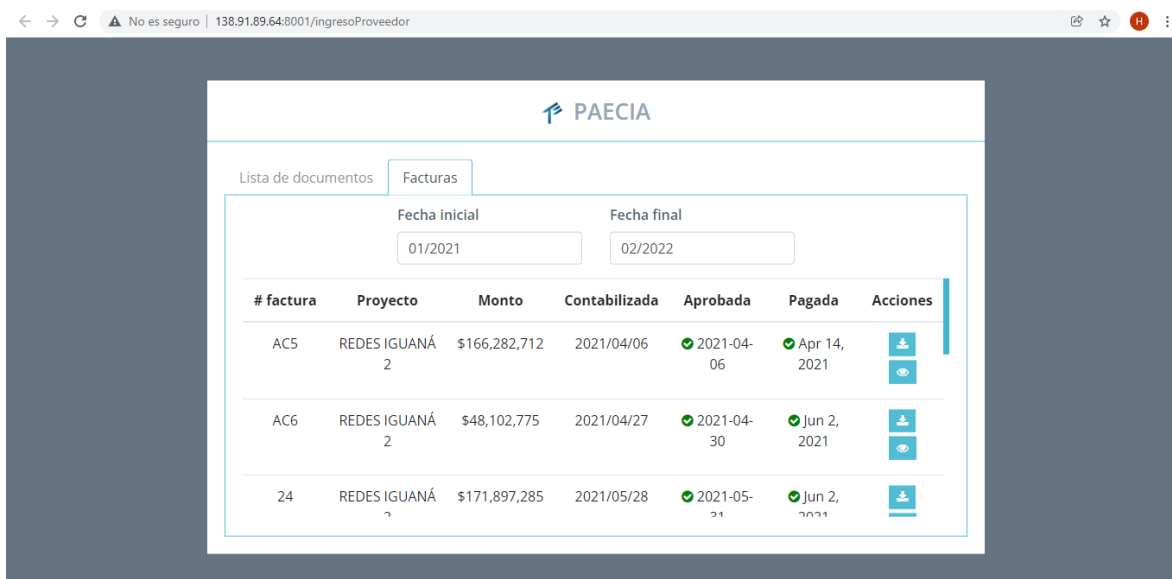 No es seguro | 138.91.89.64:8001/ingresoProveedor
H
PAECIA
Lista de documentos Facturas
Fecha inicial Fecha final
01/2021 02/2022
# factura Proyecto Monto Contabilizada Aprobada Pagada Acciones
AC5 REDES IGUANÁ $166,282,712 2021/04/06 2021-04- Apr 14,
2 06 2021
AC6 REDES IGUANÁ $48,102,775 2021/04/27 2021-04- Jun 2,
2 30 2021
24 REDES IGUANÁ $171,897,285 2021/05/28 2021-05- Jun 2,
2 31 2021